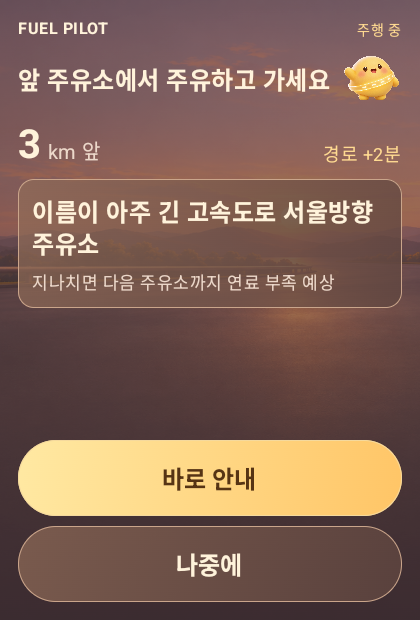 FUEL PILOT
주행 중
앞 주유소에서 주유하고 가세요
3 km 앞
경로 +2분
이름이 아주 긴 고속도로 서울방향
주유소
지나치면 다음 주유소까지 연료 부족 예상
바로 안내
나중에